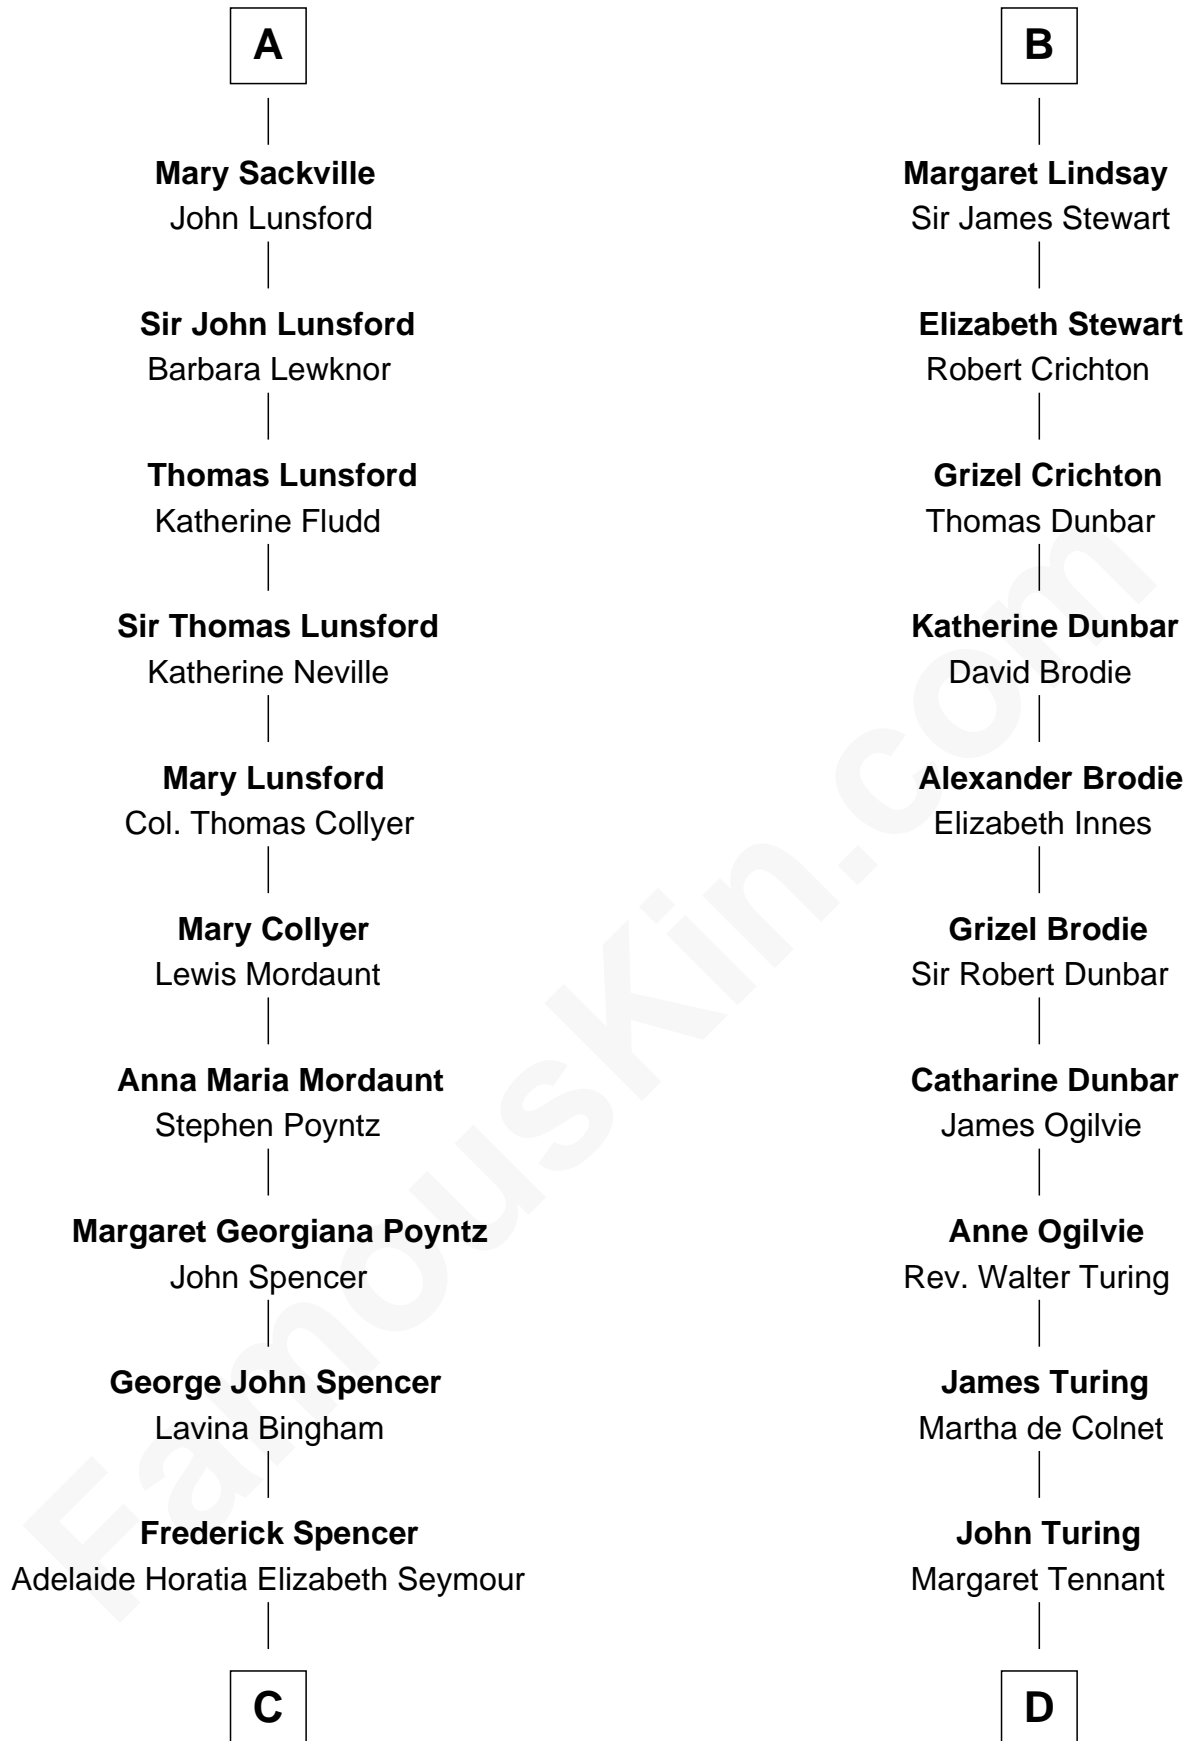 A
Mary Sackville
John Lunsford
Sir John Lunsford
Barbara Lewknor
Thomas Lunsford
Katherine Fludd
Sir Thomas Lunsford
Katherine Neville
Mary Lunsford
Col. Thomas Collyer
Mary Collyer
Lewis Mordaunt
Anna Maria Mordaunt
Stephen Poyntz
Margaret Georgiana Poyntz
John Spencer
George John Spencer
Lavina Bingham
Frederick Spencer
Adelaide Horatia Elizabeth Seymour
C
B
Margaret Lindsay
Sir James Stewart
Elizabeth Stewart
Robert Crichton
Grizel Crichton
Thomas Dunbar
Katherine Dunbar
David Brodie
Alexander Brodie
Elizabeth Innes
Grizel Brodie
Sir Robert Dunbar
Catharine Dunbar
James Ogilvie
Anne Ogilvie
Rev. Walter Turing
James Turing
Martha de Colnet
John Turing
Margaret Tennant
D
FamousKin.com